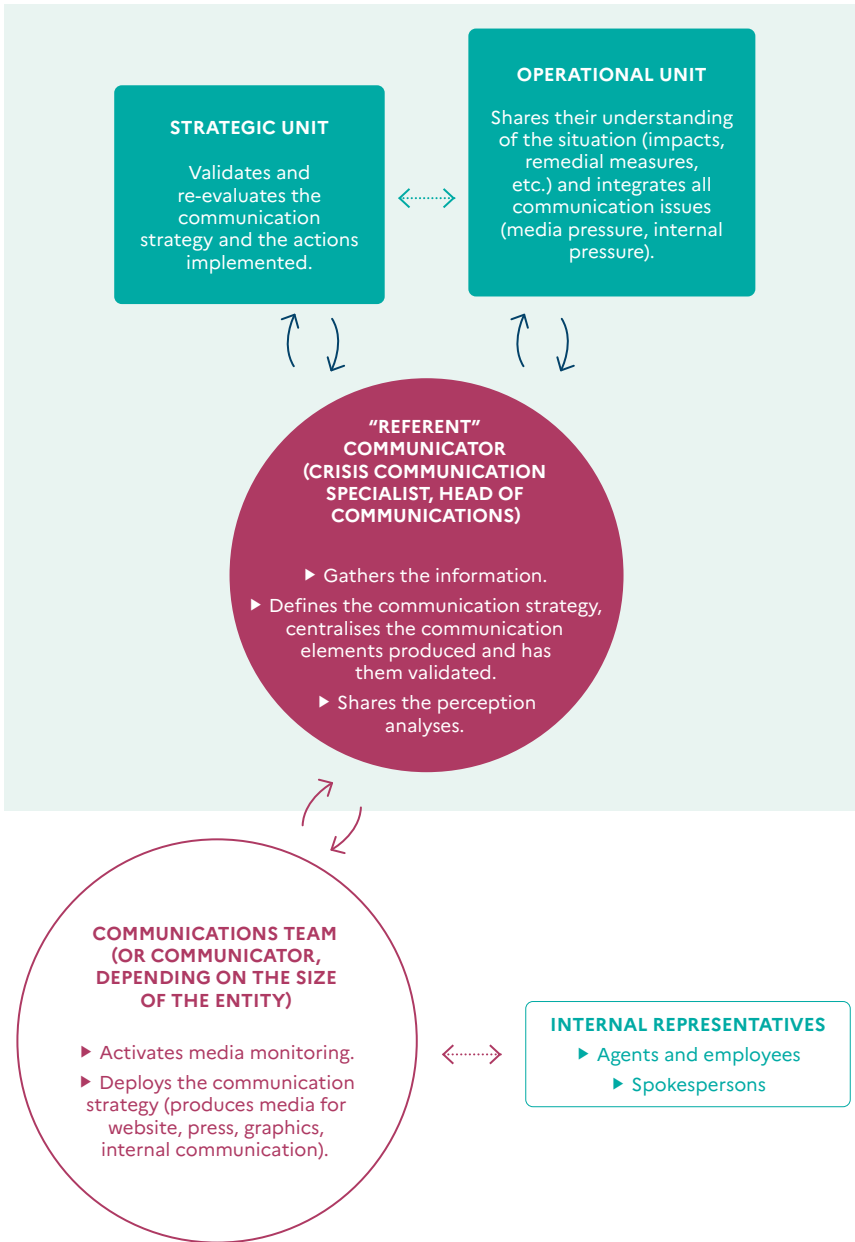 STRATEGIC UNIT
Validates and
re-evaluates the
communication
strategy and the actions
implemented.
OPERATIONAL UNIT
Shares their understanding
of the situation (impacts,
remedial measures,
etc.) and integrates all
communication issues
(media pressure, internal
pressure).
“REFERENT”
COMMUNICATOR
(CRISIS COMMUNICATION
SPECIALIST, HEAD OF
COMMUNICATIONS)
▶ Gathers the information.
▶ Defines the communication strategy,
centralises the communication
elements produced and has
them validated.
▶ Shares the perception
analyses.
COMMUNICATIONS TEAM
(OR COMMUNICATOR,
DEPENDING ON THE SIZE
OF THE ENTITY)
▶ Activates media monitoring.
▶ Deploys the communication
strategy (produces media for
website, press, graphics,
internal communication).
INTERNAL REPRESENTATIVES
▶ Agents and employees
▶ Spokespersons